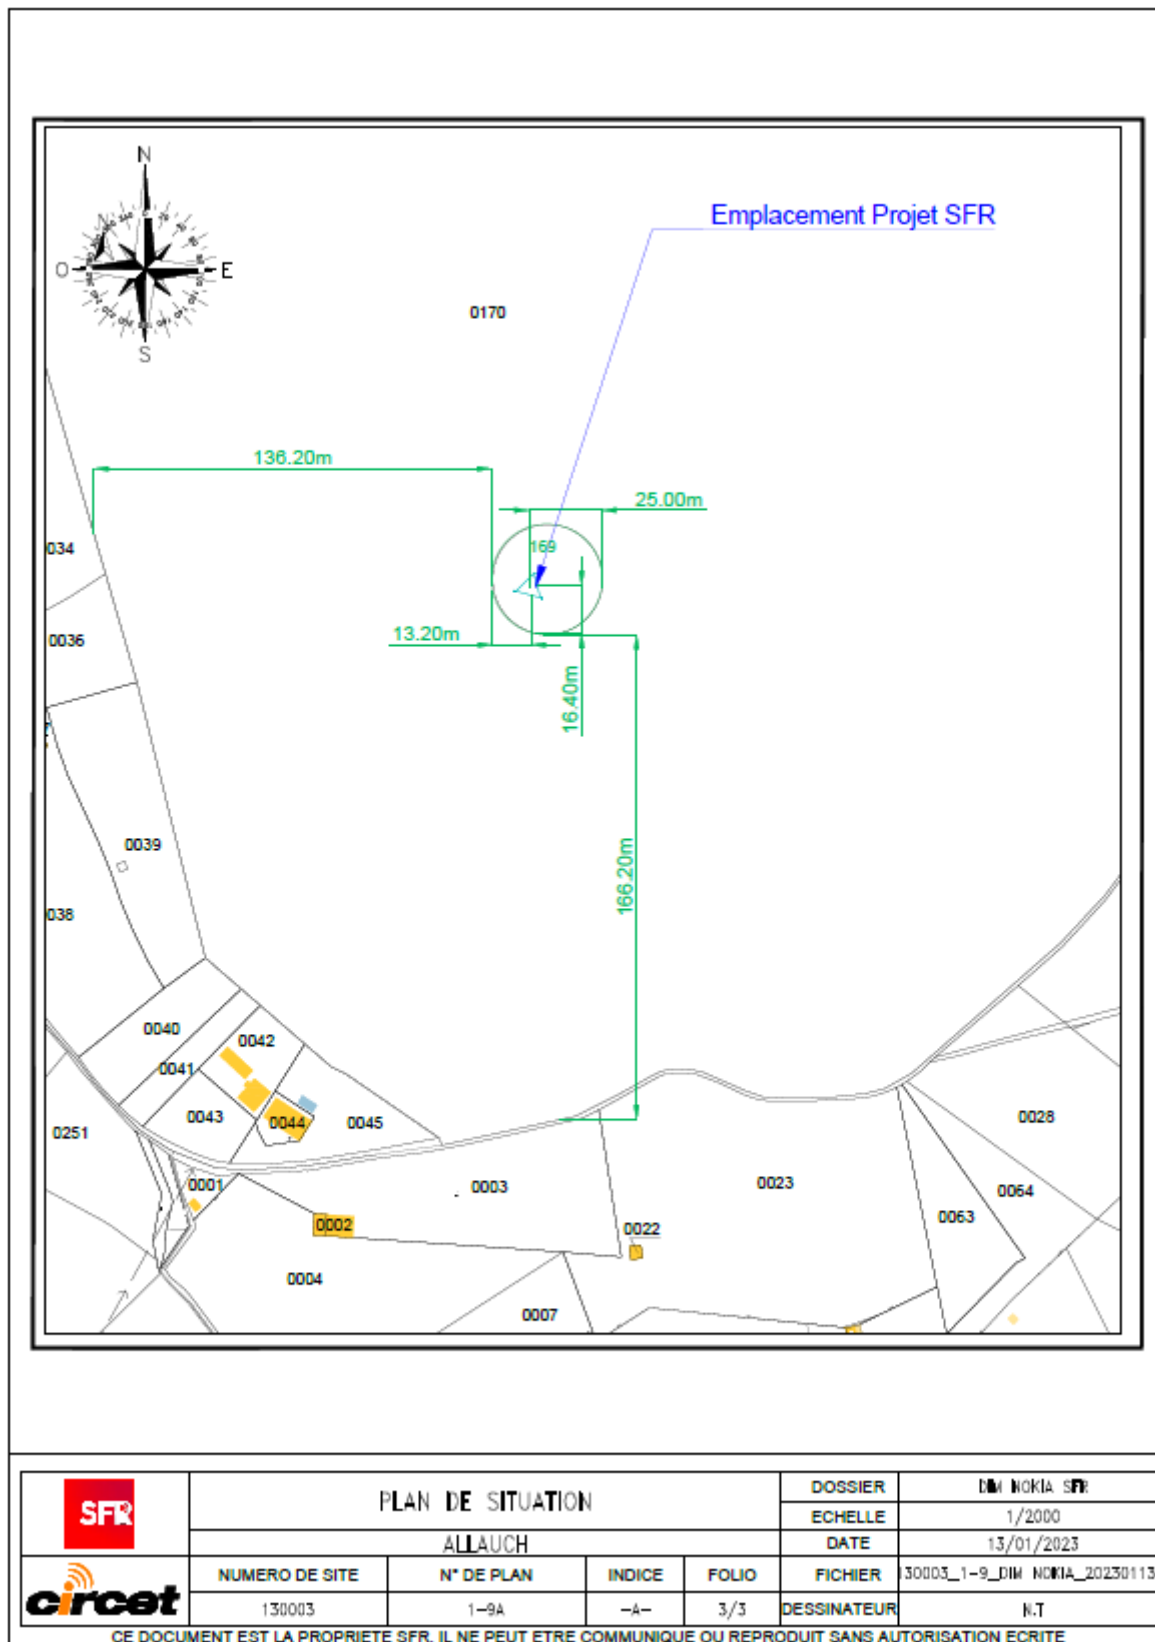 N
O
E
S
Emplacement Projet SFR
0170
136.20m
25.00m
169
034
0036
13.20m
16.40m
166.20m
0039
038
0040
0042
0041
0043
0044
0045
0251
0028
0001
0003
0023
0064
0063
0002
0022
0004
0007
SFR
PLAN DE SITUATION
ALLAUCH
DOSSIER DIM NOKIA SFR
ECHELLE 1/2000
DATE 13/01/2023
circet
NUMERO DE SITE N° DE PLAN INDICE FOLIO FICHIER 130003_1-9_DIM NOKIA_20230113
130003 1-9A -A- 3/3 DESSINATEUR N.T
CE DOCUMENT EST LA PROPRIETE SFR. IL NE PEUT ETRE COMMUNIQUE OU REPRODUIT SANS AUTORISATION ECRITE